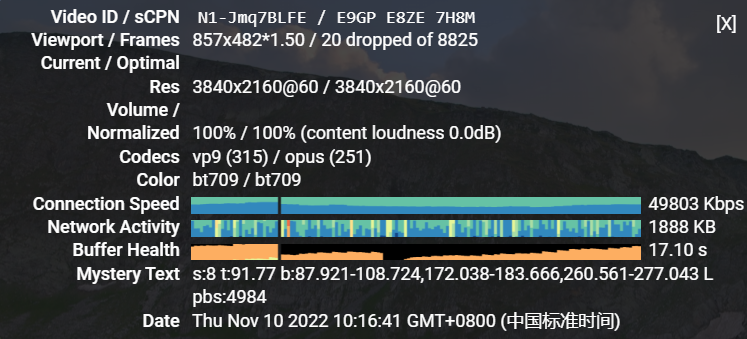 Video ID / sCPN N1-Jmq7BLFE / E9GP E8ZE 7H8M
[X]
Viewport / Frames 857x482*1.50 / 20 dropped of 8825
Current / Optimal
Res 3840x2160@60 / 3840x2160@60
Volume /
Normalized 100% / 100% (content loudness 0.0dB)
Codecs vp9 (315) / opus (251)
Color bt709 / bt709
Connection Speed 49803 Kbps
Network Activity 1888 KB
Buffer Health 17.10 s
Mystery Text s:8 t:91.77 b:87.921-108.724,172.038-183.666,260.561-277.043 L
pbs:4984
Date Thu Nov 10 2022 10:16:41 GMT+0800 (中国标准时间)